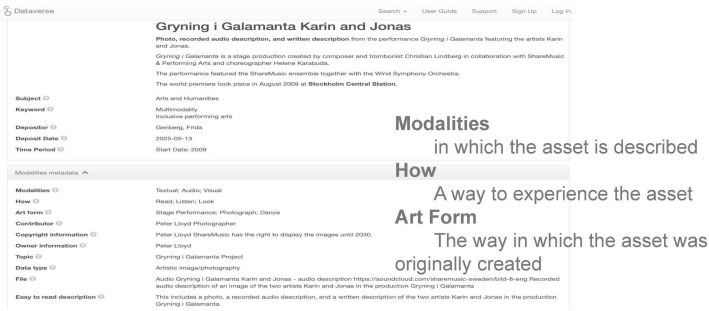 Dataverse
Search User Guide Support Sign Up Log In
Gryning i Galamanta Karin and Jonas
Photo, recorded audio description, and written description from the performance Gryning i Galamanta featuring the artists Karin
and Jonas.
Gryning i Galamanta is a stage production created by composer and trombonist Christian Lindberg in collaboration with ShareMusic
& Performing Arts and choreographer Helene Karabuda.
The performance featured the ShareMusic ensemble together with the Wind Symphony Orchestra.
The world premiere took place in August 2009 at Stockholm Central Station.
Subject Arts and Humanities
Keyword Multimodality
Inclusive performing arts
Depositor Genberg, Frida
Deposit Date 2025-05-13
Time Period Start Date: 2009
Modalities metadata
Modalities Textual; Audio; Visual
How Read; Listen; Look
Art form Stage Performance; Photograph; Dance
Contributor Peter Lloyd Photographer
Copyright information Peter Lloyd ShareMusic has the right to display the images until 2030.
Owner information Peter Lloyd
Topic Gryning i Galamanta Project
Data type Artistic image/photography
File Audio Gryning i Galamanta Karin and Jonas - audio description https://soundcloud.com/sharemusic-sweden/bild-8-eng Recorded
audio description of an image of the two artists Karin and Jonas in the production Gryning i Galamanta
Easy to read description This includes a photo, a recorded audio description, and a written description of the two artists Karin and Jonas in the production
Gryning i Galamanta.
Modalities
in which the asset is described
How
A way to experience the asset
Art Form
The way in which the asset was
originally created